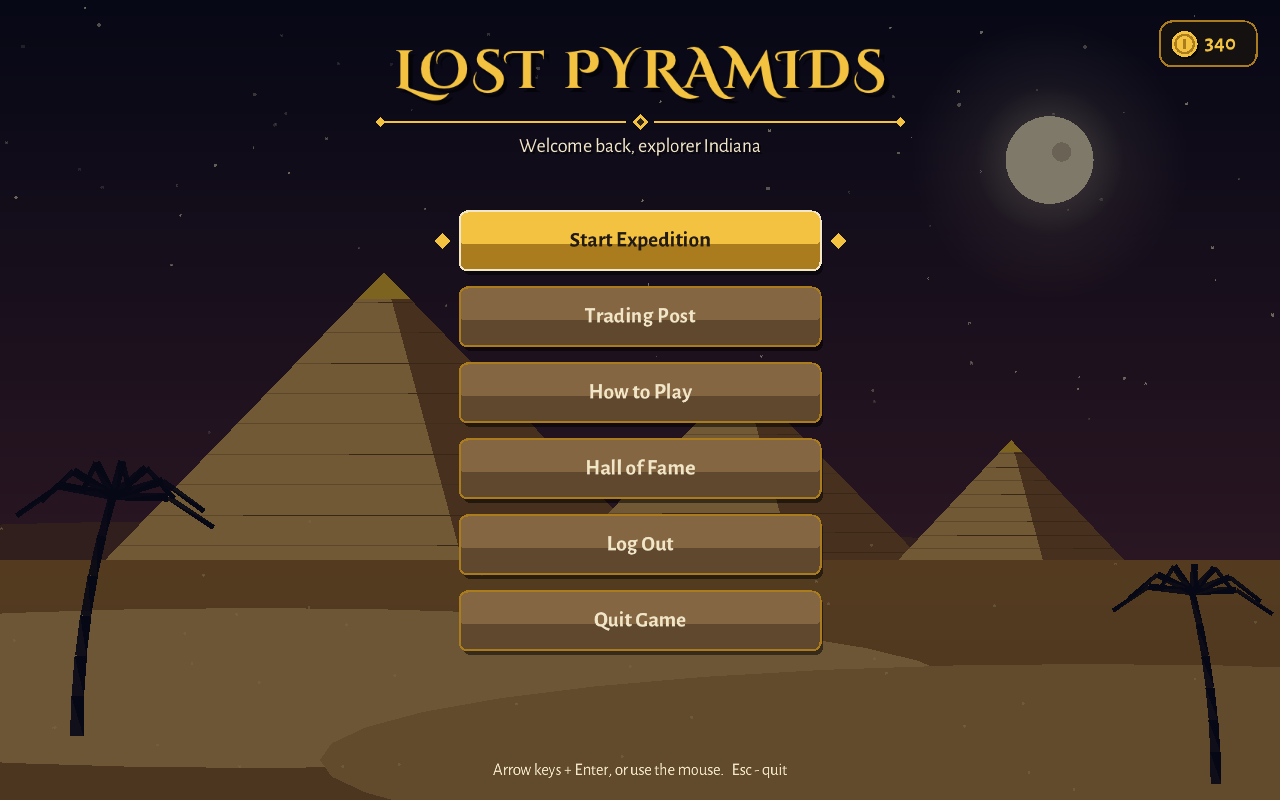 LOST PYRAMIDS
340
Welcome back, explorer Indiana
Start Expedition
Trading Post
How to Play
Hall of Fame
Log Out
Quit Game
Arrow keys + Enter, or use the mouse. Esc - quit